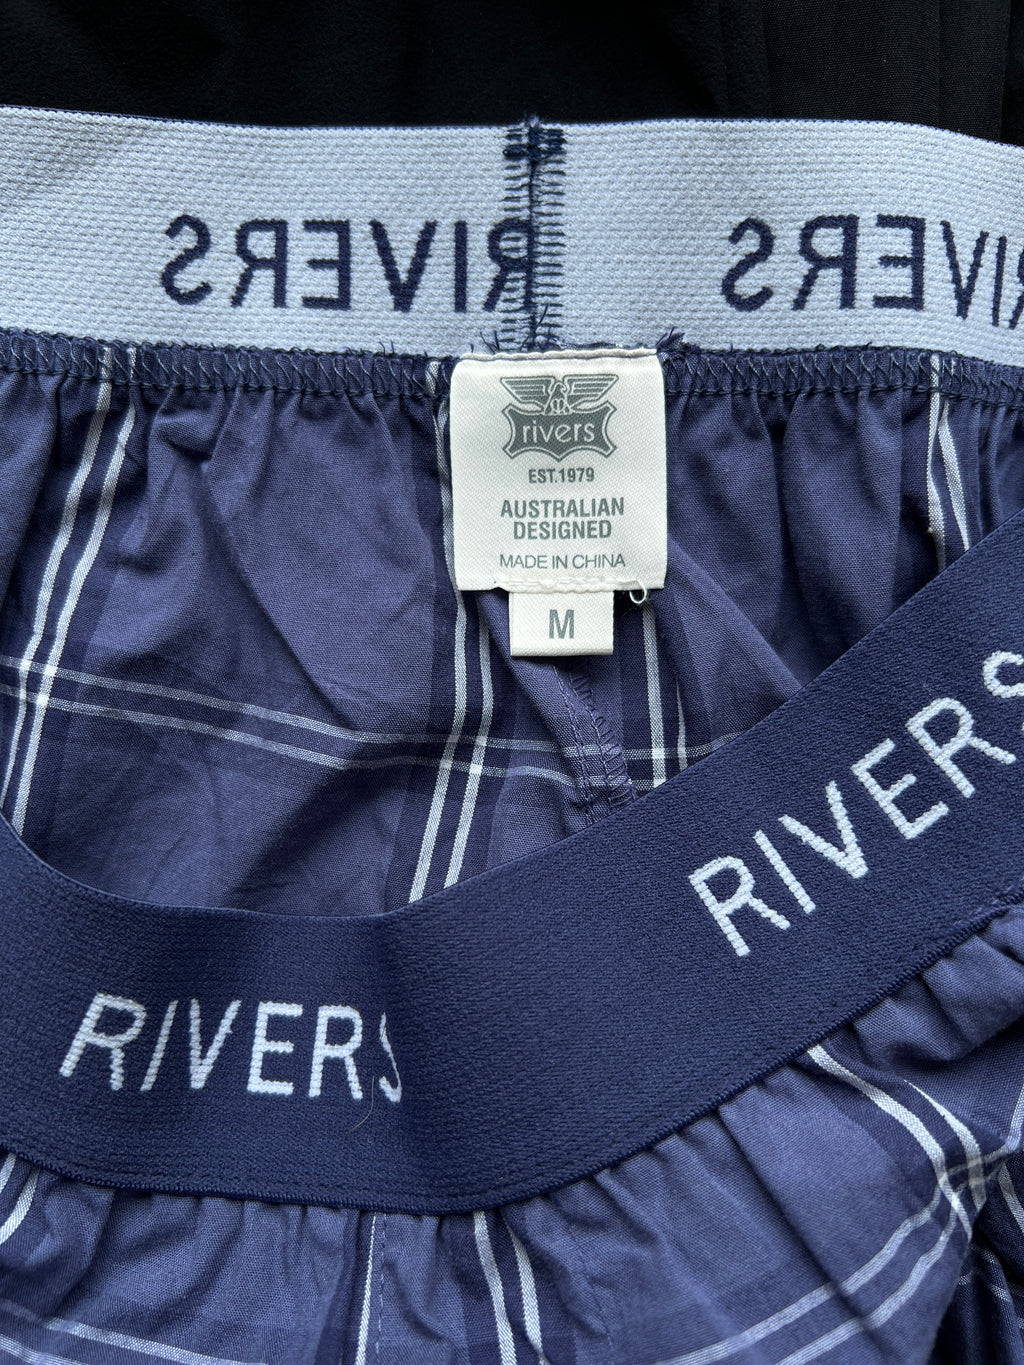 RIVERS RIVERS
rivers
EST.1979
AUSTRALIAN
DESIGNED
MADE IN CHINA
M
RIVERS
RIVERS